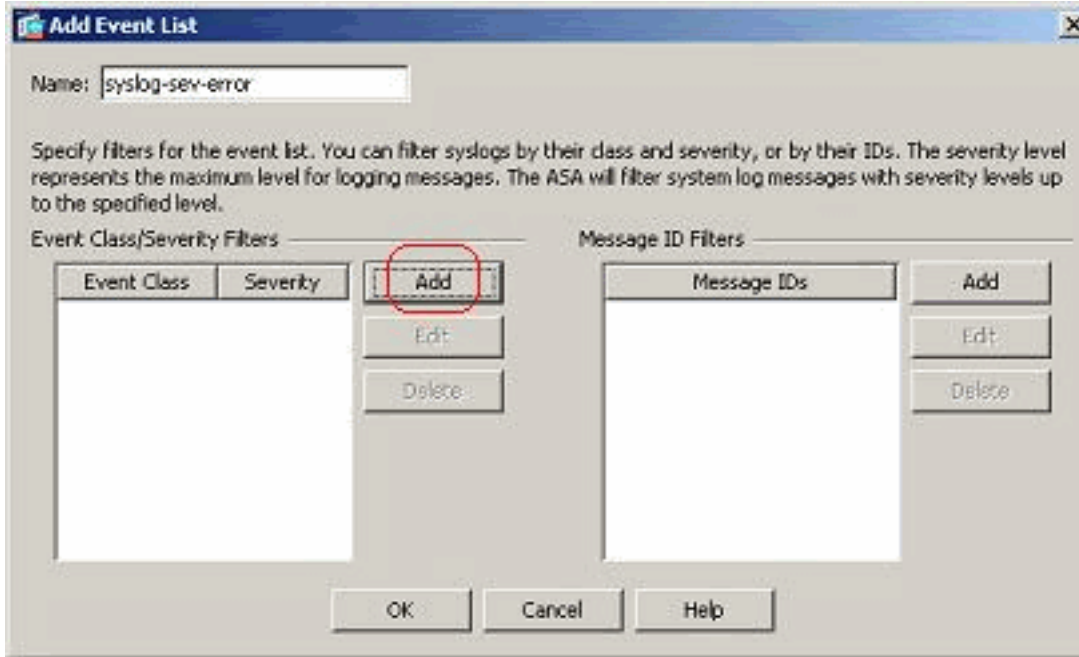 Add Event List
Name: syslog-sev-error
Specify filters for the event list. You can filter syslogs by their class and severity, or by their IDs. The severity level
represents the maximum level for logging messages. The ASA will filter system log messages with severity levels up
to the specified level.
Event Class/Severity Filters
Message ID Filters
Event Class Severity Add
Message IDs Add
Edit
Edit
Delete
Delete
OK Cancel Help